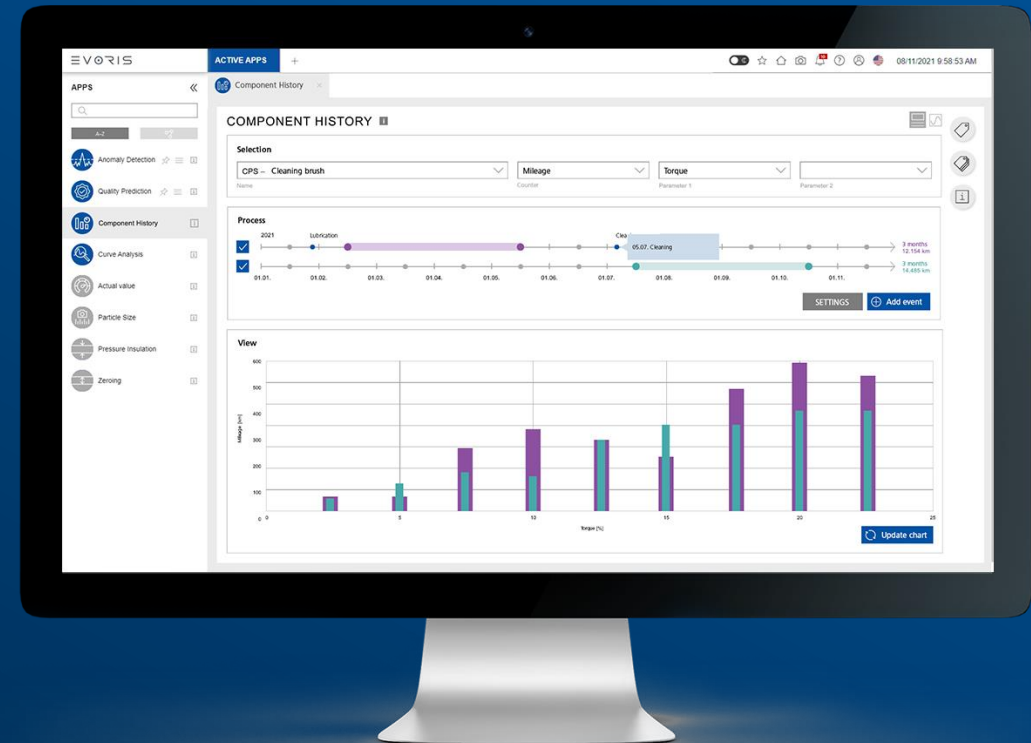 EVORIS
ACTIVE APPS
+
08/11/2021 9:58:53 AM
APPS
Component History
COMPONENT HISTORY
A-Z
Selection
CPS – Cleaning brush
Mileage
Torque
Name
Counter
Parameter 1
Parameter 2
Anomaly Detection
Quality Prediction
Component History
Curve Analysis
Actual value
Particle Size
Pressure Insulation
Zeroing
Process
2021
Lubrication
Clea
05.07. Cleaning
3 months
12.154 km
3 months
14.485 km
01.01. 01.02. 01.03. 01.04. 01.05. 01.06. 01.07. 01.08. 01.09. 01.10. 01.11.
SETTINGS
Add event
View
600
500
400
300
200
100
0
Mileage [km]
0 5 10 15 20 25
Torque [%]
Update chart